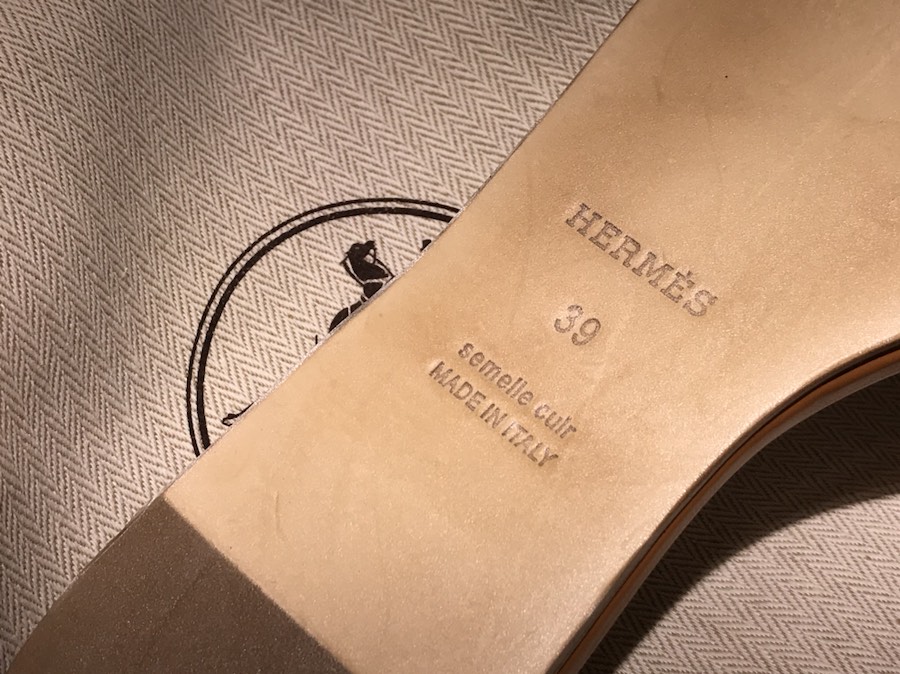 HERMÈS
39
semelle cuir
MADE IN ITALY